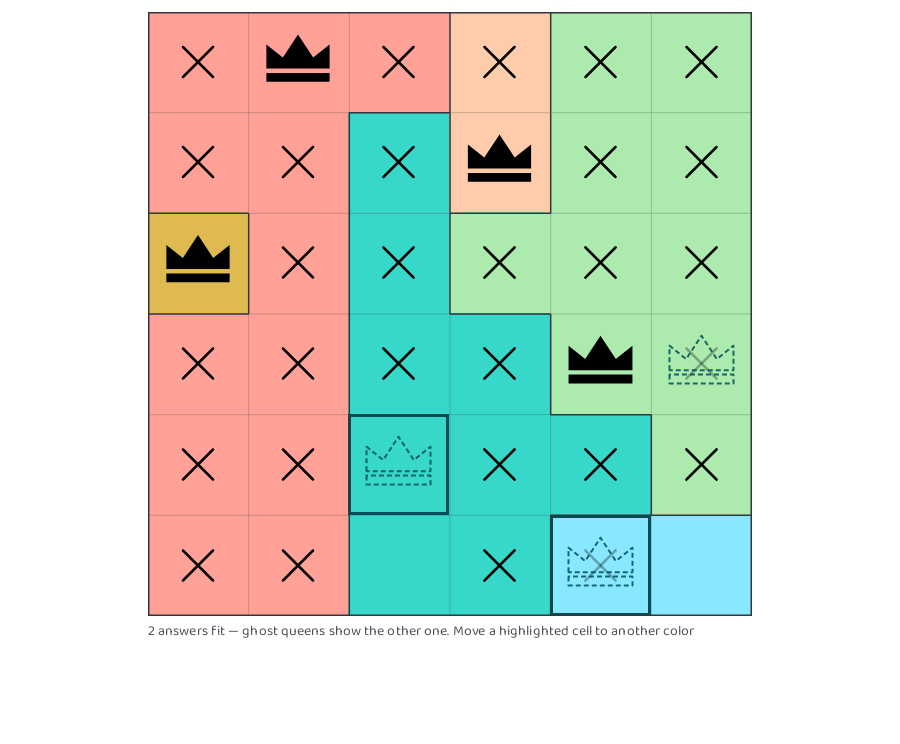 2 answers fit — ghost queens show the other one. Move a highlighted cell to another color